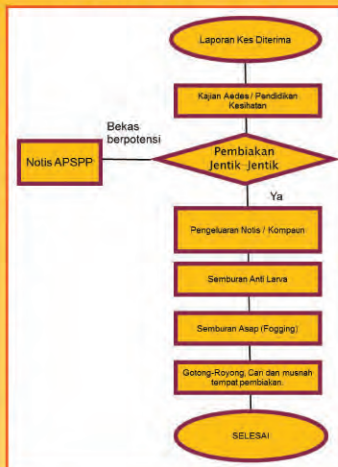 Laporan Kes Diterima
Kajian Aedes / Pendidikan
Kesihatan
Bekas
berpotensi
Notis APSPP
Pembiakan
Jentik-Jentik
Ya
Pengeluaran Notis / Kompaun
Semburan Anti Larva
Semburan Asap (Fogging)
Gotong-Royong, Cari dan musnah
tempat pembiakan.
SELESAI